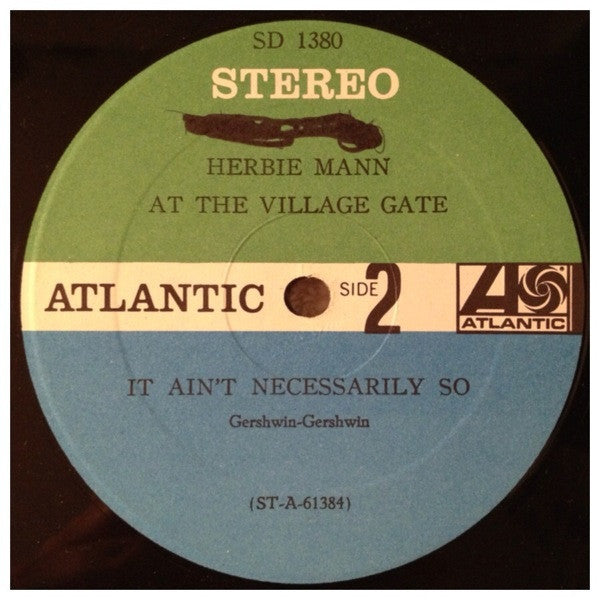 SD 1380
STEREO
HERBIE MANN
AT THE VILLAGE GATE
ATLANTIC
SIDE 2
ATLANTIC
IT AIN'T NECESSARILY SO
Gershwin-Gershwin
(ST-A-61384)